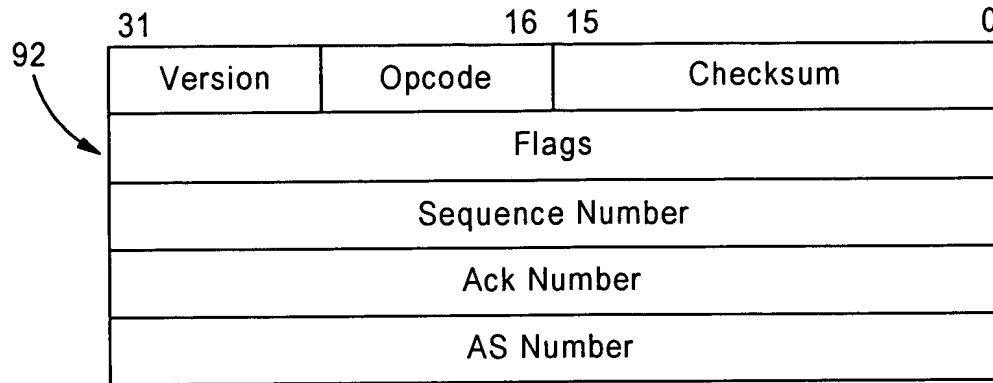 31 16 15 0
92
Version Opcode Checksum
Flags
Sequence Number
Ack Number
AS Number